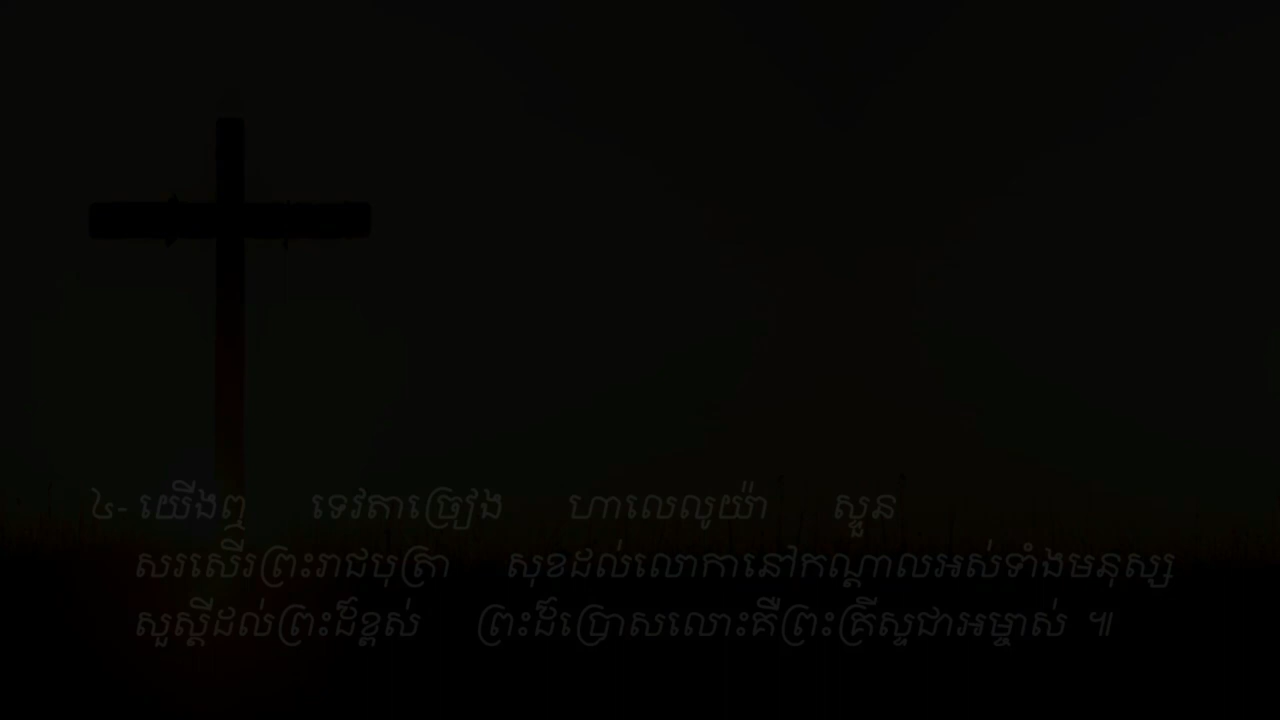 ៤- យើងឮ ទេវតាច្រៀង ហាលេលូយ៉ា ស្ទួន
សរសើរព្រះរាជបុត្រា សុខដល់លោកានៅកណ្ដាលអស់ទាំងមនុស្ស
សួស្ដីដល់ព្រះដ៏ខ្ពស់ ព្រះដ៏ប្រោសលោះគឺព្រះគ្រីស្ទជាអម្ចាស់ ៕